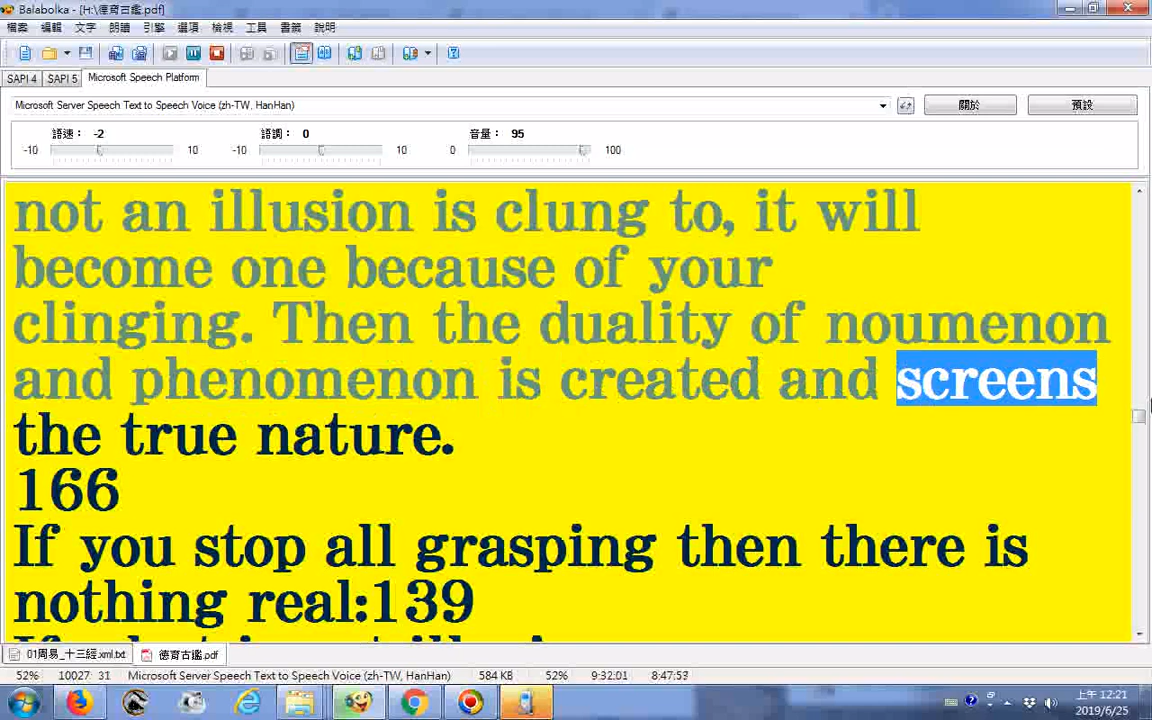 Balabolka - [H:\德育古鑑.pdf]
檔案 編輯 文字 朗讀 引擎 選項 檢視 工具 書籤 說明
SAPI 4 SAPI 5 Microsoft Speech Platform
Microsoft Server Speech Text to Speech Voice (zh-TW, HanHan) 關於 預設
語速： -2 語調： 0 音量： 95
-10 10 -10 10 0 100
not an illusion is clung to, it will
become one because of your
clinging. Then the duality of noumenon
and phenomenon is created and screens
the true nature.
166
If you stop all grasping then there is
nothing real:139
01周易_十三經.xml.txt 德育古鑑.pdf
52% 10027: 31 Microsoft Server Speech Text to Speech Voice (zh-TW, HanHan) 584 KB 52% 9:32:01 8:47:53
上午 12:21
2019/6/25